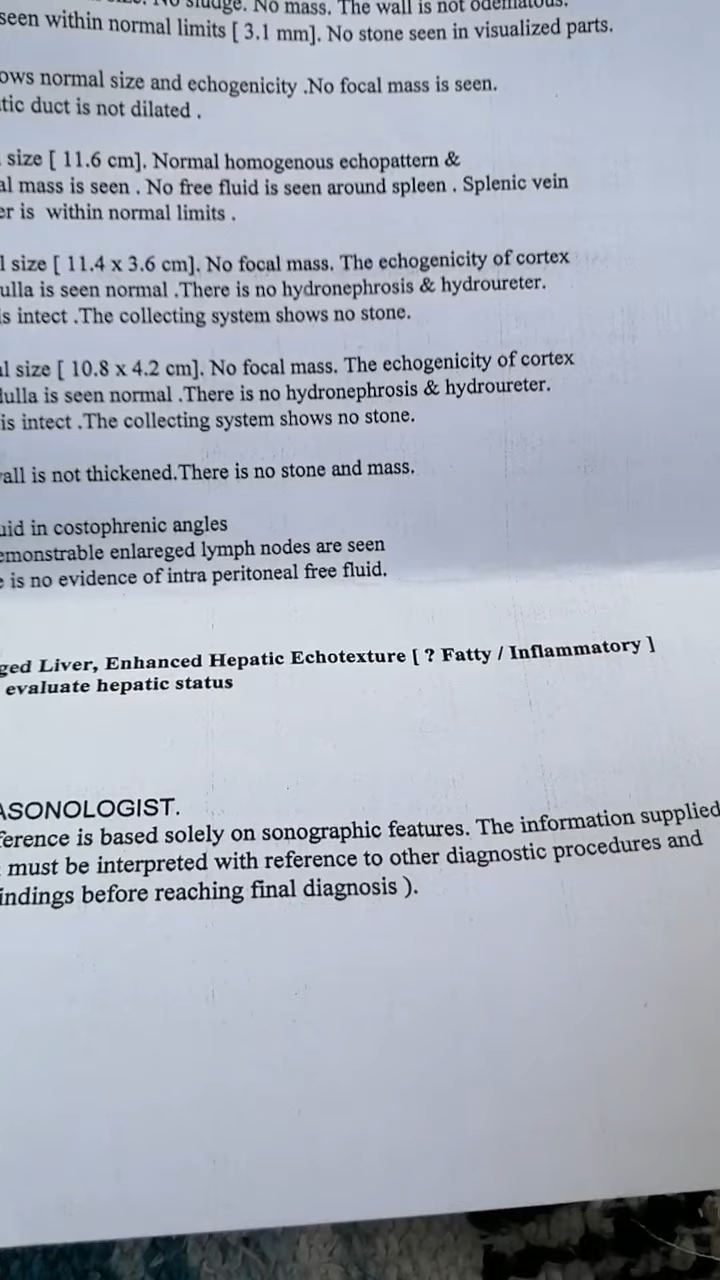 No sludge. No mass. The wall is not odematous.
seen within normal limits [ 3.1 mm]. No stone seen in visualized parts.
ows normal size and echogenicity .No focal mass is seen.
tic duct is not dilated .
size [ 11.6 cm]. Normal homogenous echopattern &
al mass is seen . No free fluid is seen around spleen . Splenic vein
er is within normal limits .
l size [ 11.4 x 3.6 cm]. No focal mass. The echogenicity of cortex
ulla is seen normal .There is no hydronephrosis & hydroureter.
is intect .The collecting system shows no stone.
al size [ 10.8 x 4.2 cm]. No focal mass. The echogenicity of cortex
dulla is seen normal .There is no hydronephrosis & hydroureter.
is intect .The collecting system shows no stone.
all is not thickened.There is no stone and mass.
uid in costophrenic angles
emonstrable enlareged lymph nodes are seen
e is no evidence of intra peritoneal free fluid.
ged Liver, Enhanced Hepatic Echotexture [ ? Fatty / Inflammatory ]
evaluate hepatic status
ASONOLOGIST.
ference is based solely on sonographic features. The information supplied
must be interpreted with reference to other diagnostic procedures and
indings before reaching final diagnosis ).